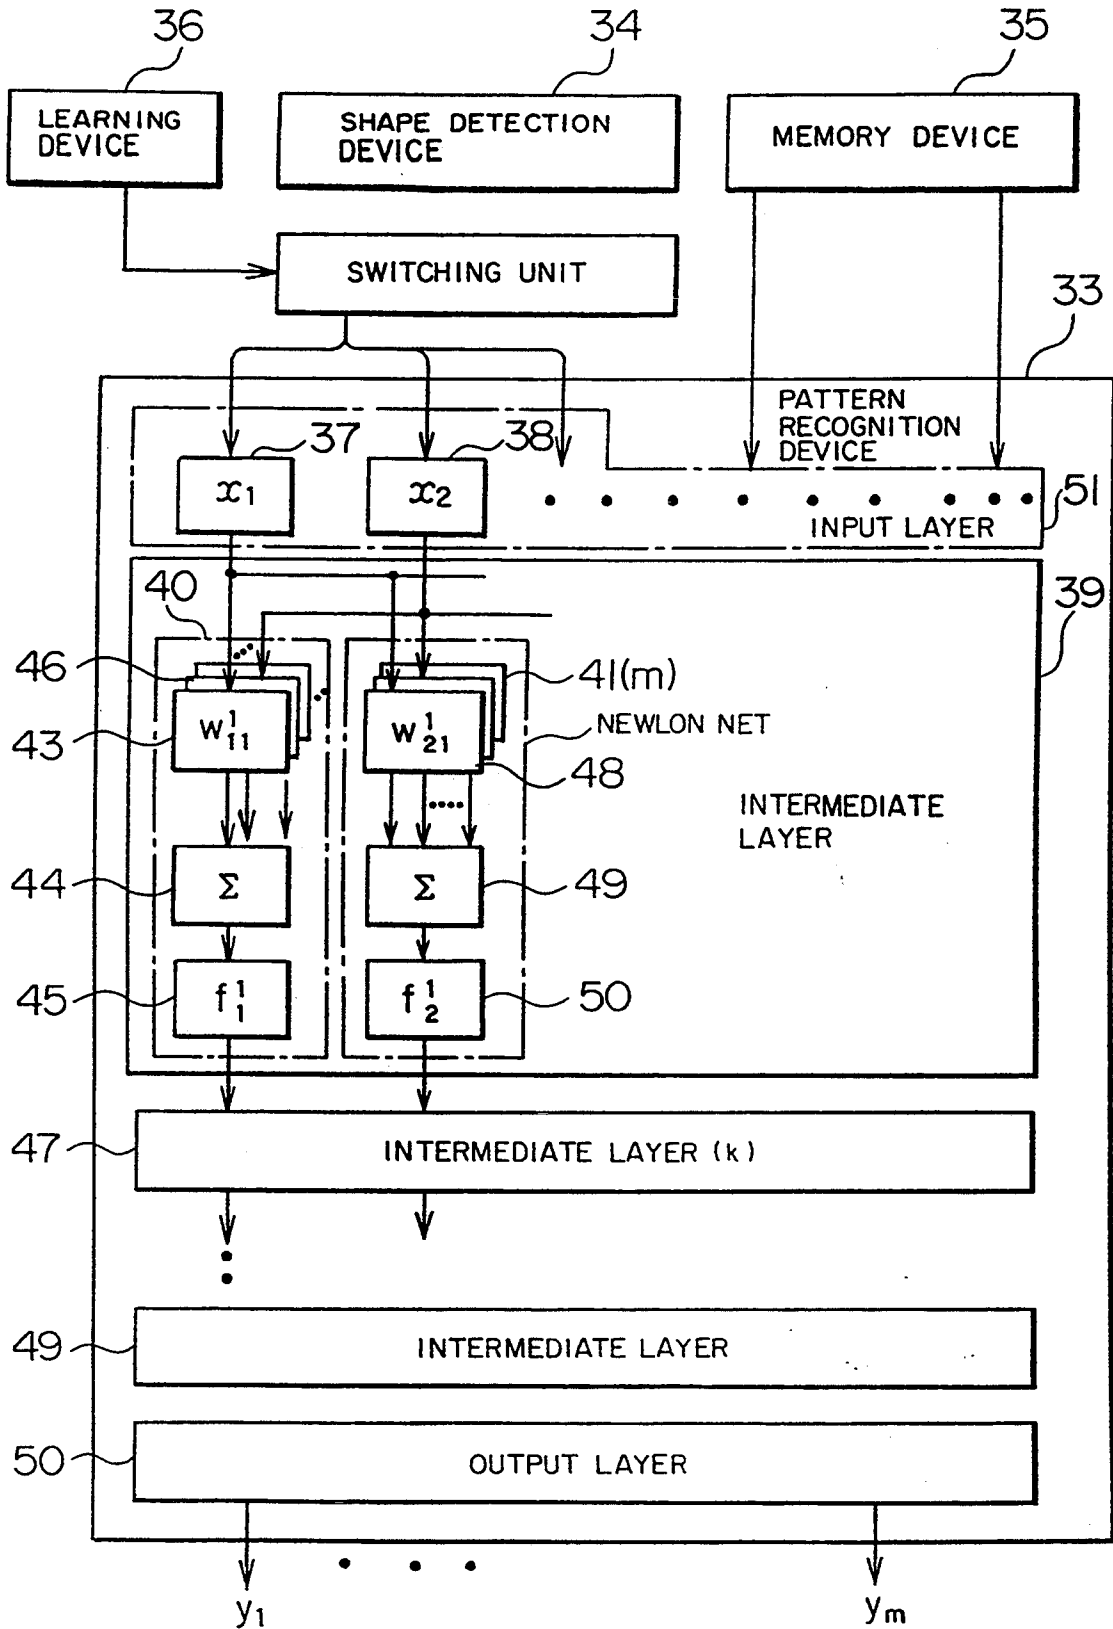 36
34
35
LEARNING
DEVICE
SHAPE DETECTION
DEVICE
MEMORY DEVICE
SWITCHING UNIT
33
PATTERN
RECOGNITION
DEVICE
37
38
x1
x2
51
INPUT LAYER
40
39
46
41(m)
43
W¹₁₁
W¹₂₁
NEWLON NET
48
INTERMEDIATE
LAYER
44
Σ
Σ
49
45
f¹₁
f¹₂
50
47
INTERMEDIATE LAYER (k)
49
INTERMEDIATE LAYER
50
OUTPUT LAYER
y1
ym